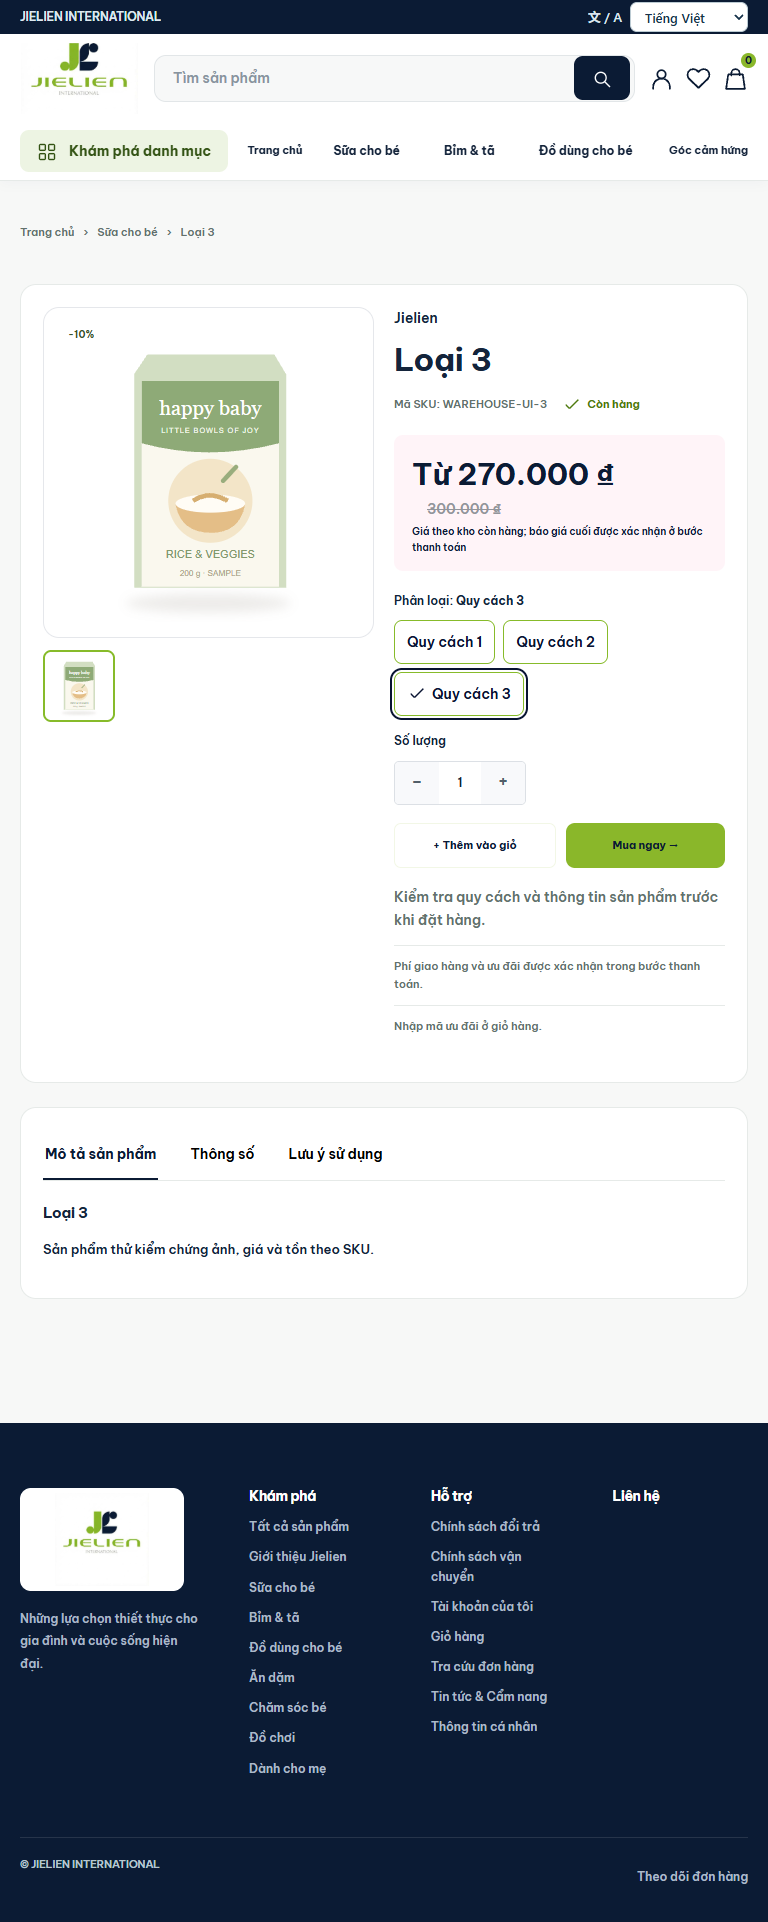 JIELIEN INTERNATIONAL
文 / A
Tiếng Việt
JIELIEN
INTERNATIONAL
Tìm sản phẩm
0
Khám phá danh mục
Trang chủ
Sữa cho bé
Bỉm & tã
Đồ dùng cho bé
Góc cảm hứng
Trang chủ › Sữa cho bé › Loại 3
-10%
happy baby
LITTLE BOWLS OF JOY
RICE & VEGGIES
200 g · SAMPLE
Jielien
Loại 3
Mã SKU: WAREHOUSE-UI-3
Còn hàng
Từ 270.000 ₫
300.000 ₫
Giá theo kho còn hàng; báo giá cuối được xác nhận ở bước
thanh toán
Phân loại: Quy cách 3
Quy cách 1
Quy cách 2
Quy cách 3
Số lượng
− 1 +
+ Thêm vào giỏ
Mua ngay →
Kiểm tra quy cách và thông tin sản phẩm trước
khi đặt hàng.
Phí giao hàng và ưu đãi được xác nhận trong bước thanh
toán.
Nhập mã ưu đãi ở giỏ hàng.
Mô tả sản phẩm
Thông số
Lưu ý sử dụng
Loại 3
Sản phẩm thử kiểm chứng ảnh, giá và tồn theo SKU.
JIELIEN
INTERNATIONAL
Những lựa chọn thiết thực cho
gia đình và cuộc sống hiện
đại.
Khám phá
Tất cả sản phẩm
Giới thiệu Jielien
Sữa cho bé
Bỉm & tã
Đồ dùng cho bé
Ăn dặm
Chăm sóc bé
Đồ chơi
Dành cho mẹ
Hỗ trợ
Chính sách đổi trả
Chính sách vận
chuyển
Tài khoản của tôi
Giỏ hàng
Tra cứu đơn hàng
Tin tức & Cẩm nang
Thông tin cá nhân
Liên hệ
© JIELIEN INTERNATIONAL
Theo dõi đơn hàng